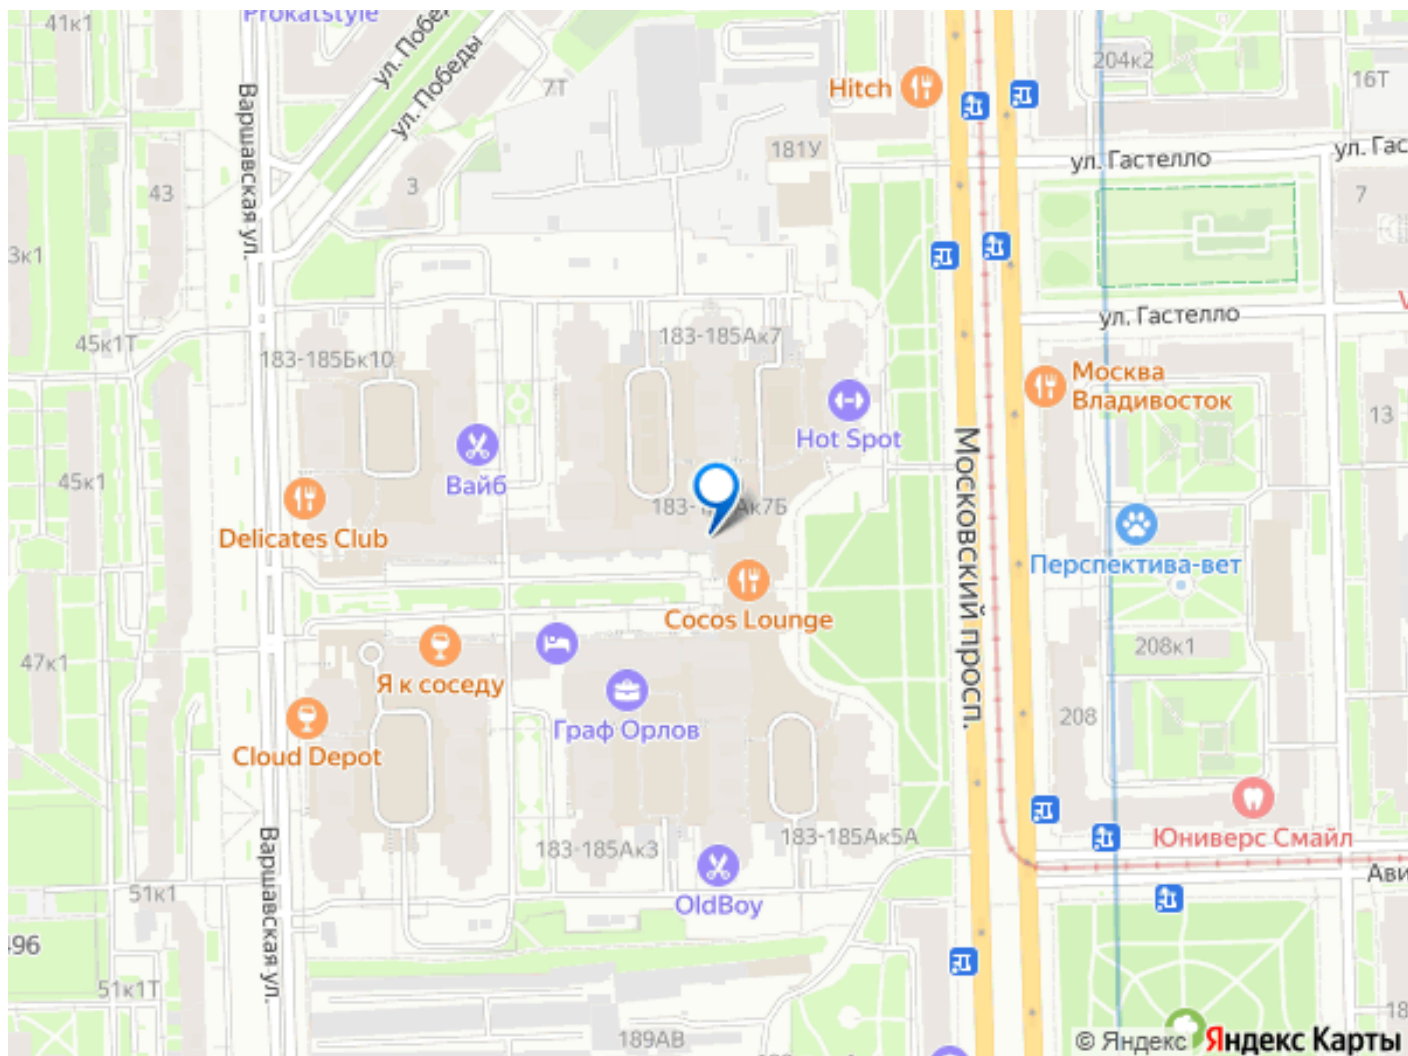 41к1
Prokatstyle
ул. Победы
ул. Победы
7Т
Hitch
204к2
16Т
181У
ул. Гастелло
ул. Гас
Варшавская ул.
43
3
7
3к1
45к1Т
183-185Бк10
183-185Ак7
ул. Гастелло
Москва
Владивосток
13
Hot Spot
Вайб
45к1
Delicates Club
Московский просп.
Перспектива-вет
Cocos Lounge
208к1
47к1
Я к соседу
Граф Орлов
208
Cloud Depot
183-185Ак3
183-185Ак5А
Юниверс Смайл
Ави
OldBoy
51к1
Варшавская ул.
496
51к1Т
189АВ
18
© Яндекс Яндекс Карты